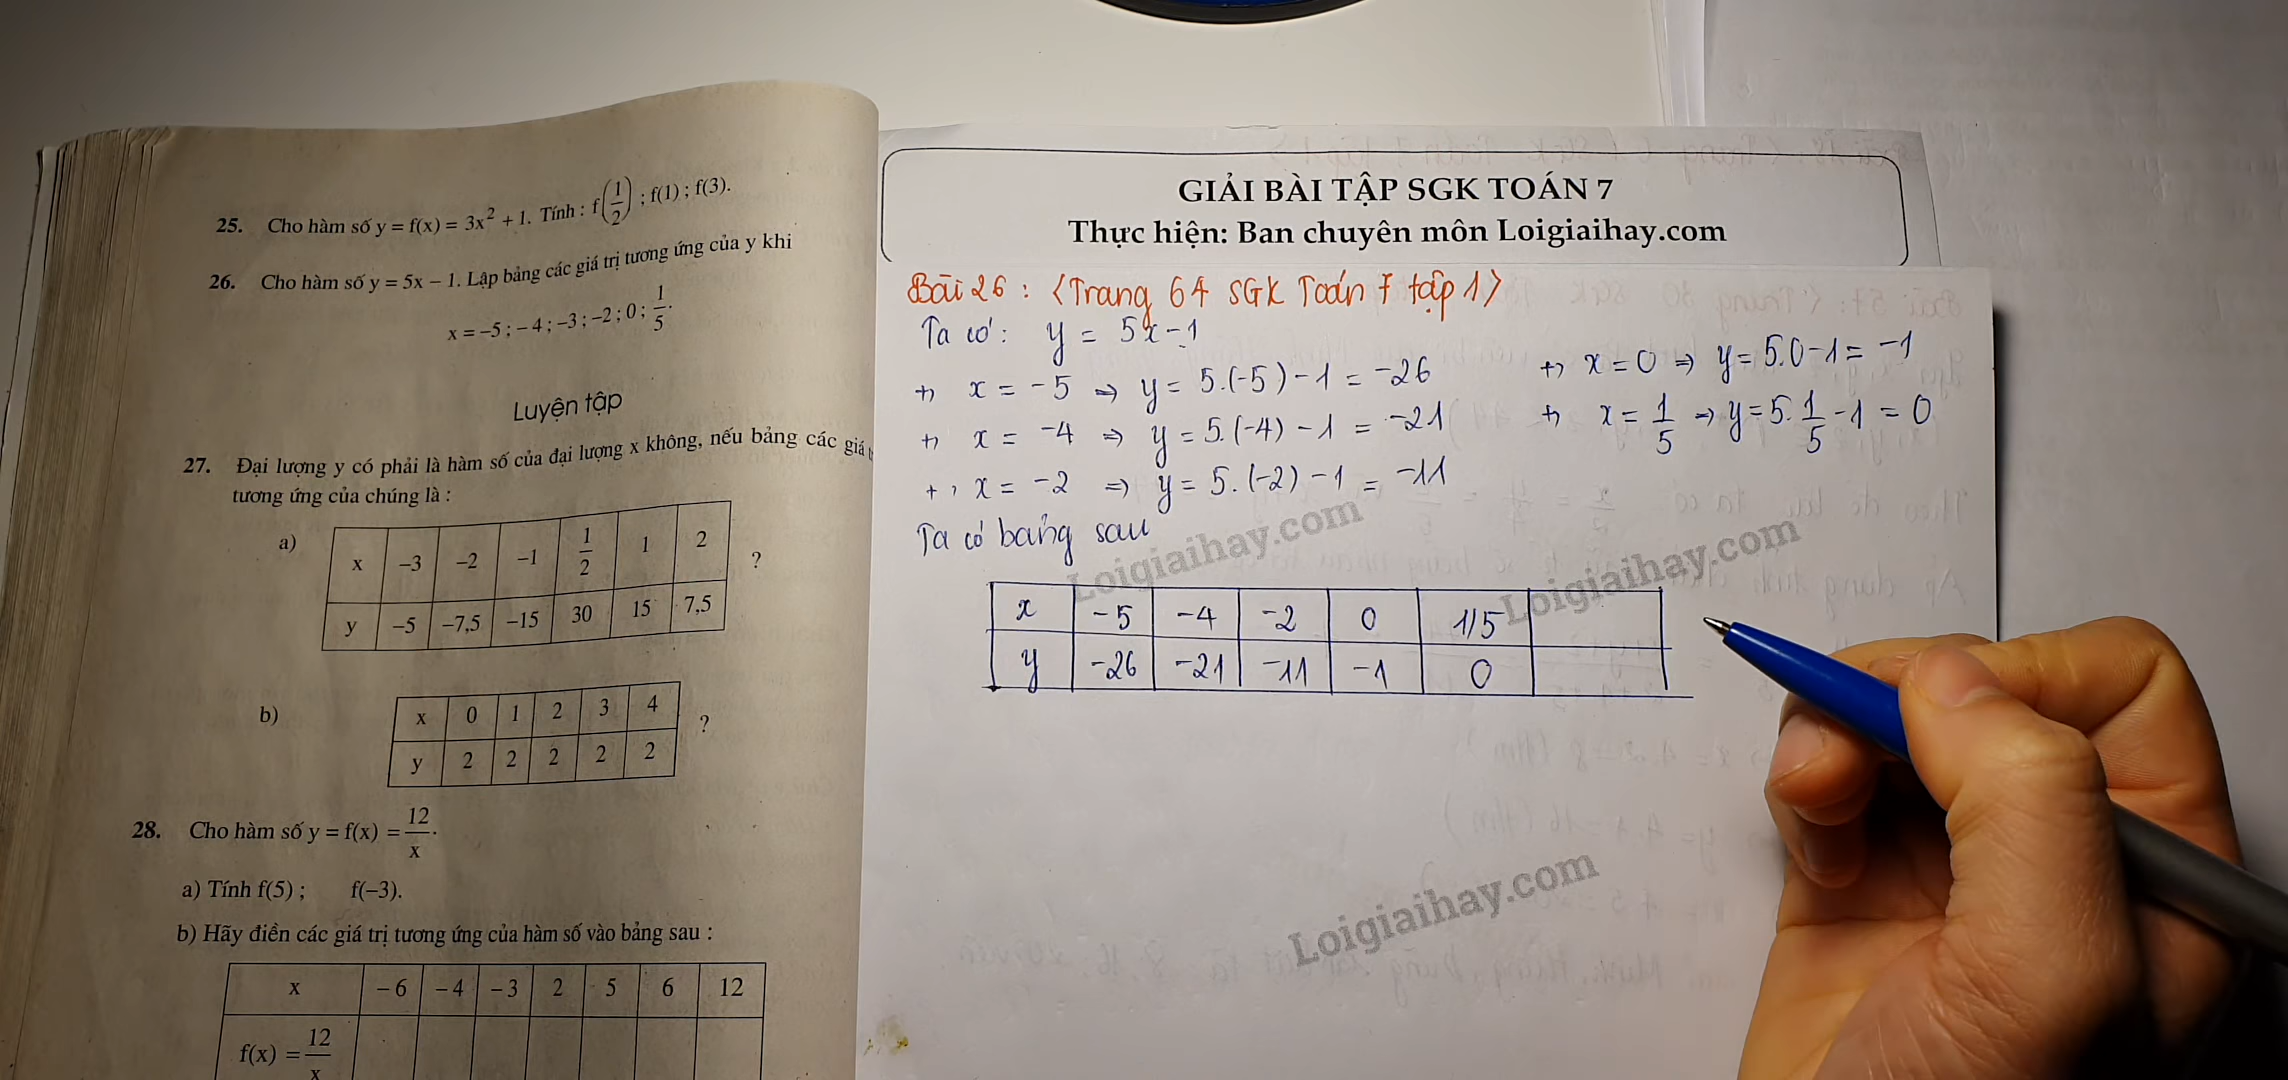 25. Cho hàm số y = f(x) = 3x² + 1. Tính : f(1/2) ; f(1) ; f(3).
26. Cho hàm số y = 5x – 1. Lập bảng các giá trị tương ứng của y khi
x = –5 ; – 4 ; –3 ; –2 ; 0 ; 1/5.
Luyện tập
27. Đại lượng y có phải là hàm số của đại lượng x không, nếu bảng các giá
tương ứng của chúng là :
a)
x –3 –2 –1 1/2 1 2 ?
y –5 –7,5 –15 30 15 7,5
b)
x 0 1 2 3 4 ?
y 2 2 2 2 2
28. Cho hàm số y = f(x) = 12/x.
a) Tính f(5) ; f(–3).
b) Hãy điền các giá trị tương ứng của hàm số vào bảng sau :
x – 6 – 4 – 3 2 5 6 12
f(x) = 12/x
GIẢI BÀI TẬP SGK TOÁN 7
Thực hiện: Ban chuyên môn Loigiaihay.com
Bài 26 : <Trang 64 SGK Toán 7 tập 1>
Ta có : y = 5x - 1
+, x = -5 => y = 5.(-5) - 1 = -26
+, x = -4 => y = 5.(-4) - 1 = -21
+, x = -2 => y = 5.(-2) - 1 = -11
+, x = 0 => y = 5.0 - 1 = -1
+, x = 1/5 => y = 5.1/5 - 1 = 0
Ta có bảng sau
x -5 -4 -2 0 1/5
y -26 -21 -11 -1 0
Loigiaihay.com
Loigiaihay.com
Loigiaihay.com